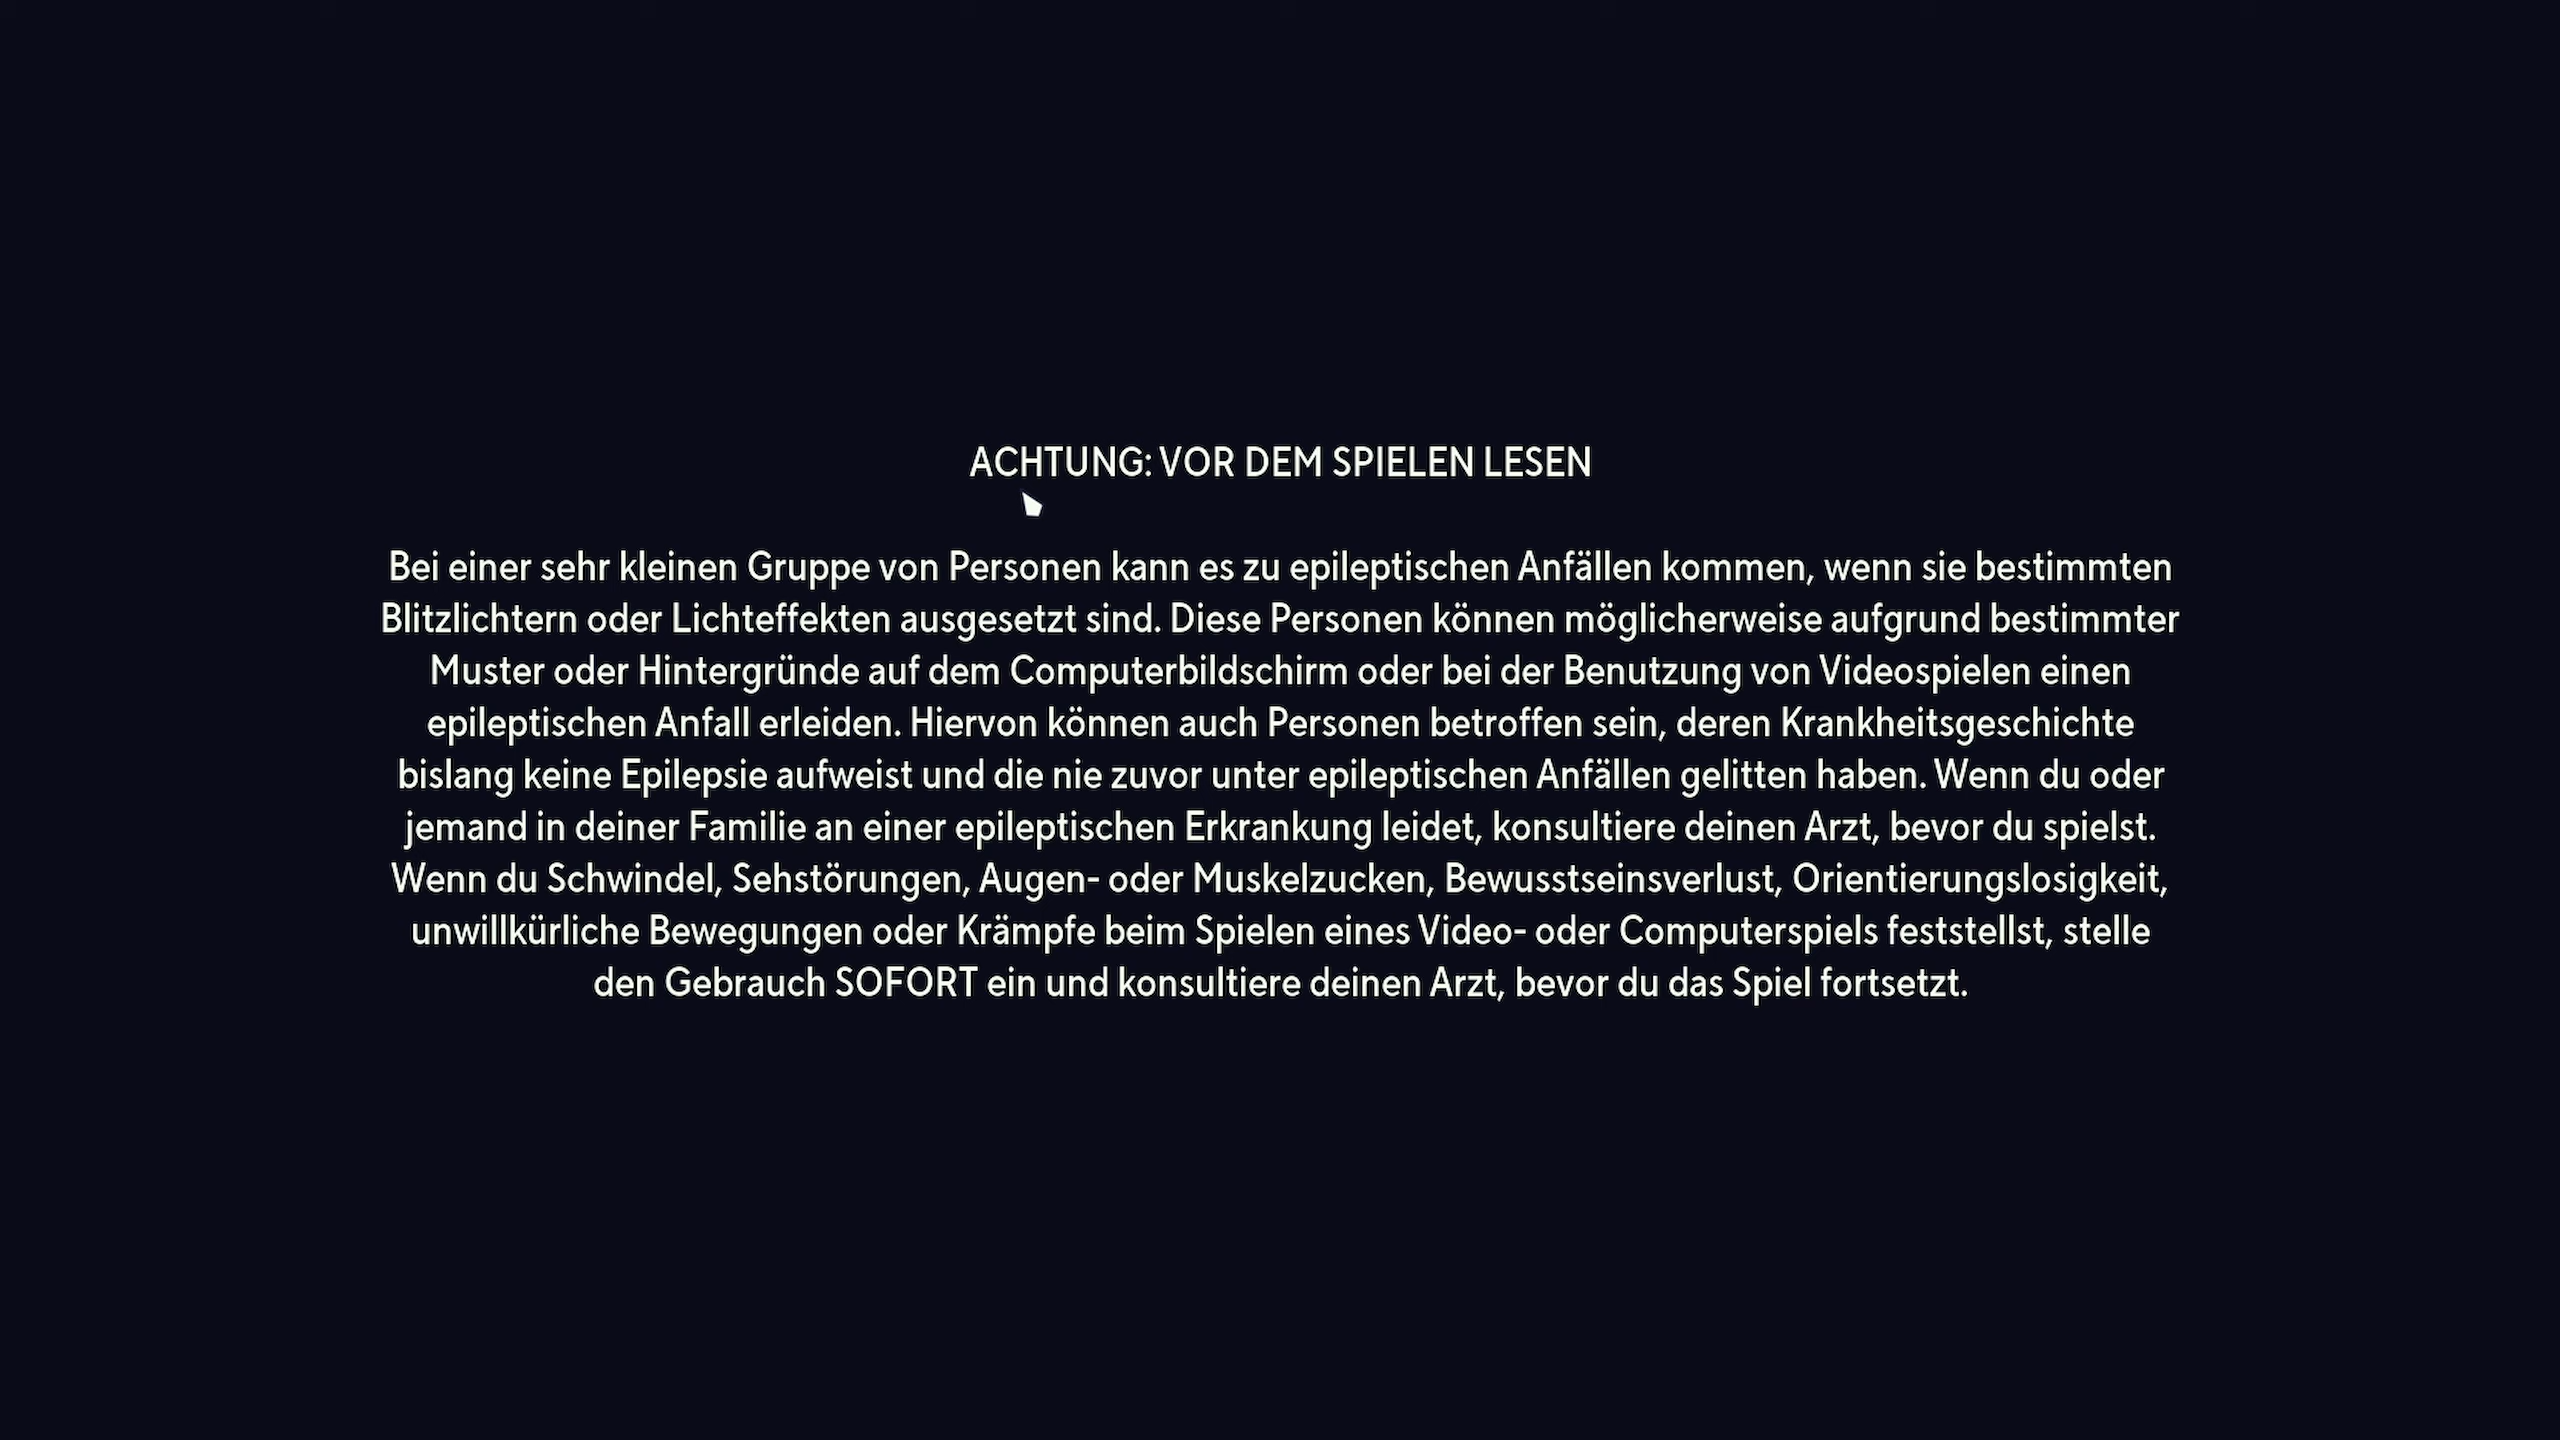 ACHTUNG: VOR DEM SPIELEN LESEN
Bei einer sehr kleinen Gruppe von Personen kann es zu epileptischen Anfällen kommen, wenn sie bestimmten
Blitzlichtern oder Lichteffekten ausgesetzt sind. Diese Personen können möglicherweise aufgrund bestimmter
Muster oder Hintergründe auf dem Computerbildschirm oder bei der Benutzung von Videospielen einen
epileptischen Anfall erleiden. Hiervon können auch Personen betroffen sein, deren Krankheitsgeschichte
bislang keine Epilepsie aufweist und die nie zuvor unter epileptischen Anfällen gelitten haben. Wenn du oder
jemand in deiner Familie an einer epileptischen Erkrankung leidet, konsultiere deinen Arzt, bevor du spielst.
Wenn du Schwindel, Sehstörungen, Augen- oder Muskelzucken, Bewusstseinsverlust, Orientierungslosigkeit,
unwillkürliche Bewegungen oder Krämpfe beim Spielen eines Video- oder Computerspiels feststellst, stelle
den Gebrauch SOFORT ein und konsultiere deinen Arzt, bevor du das Spiel fortsetzt.